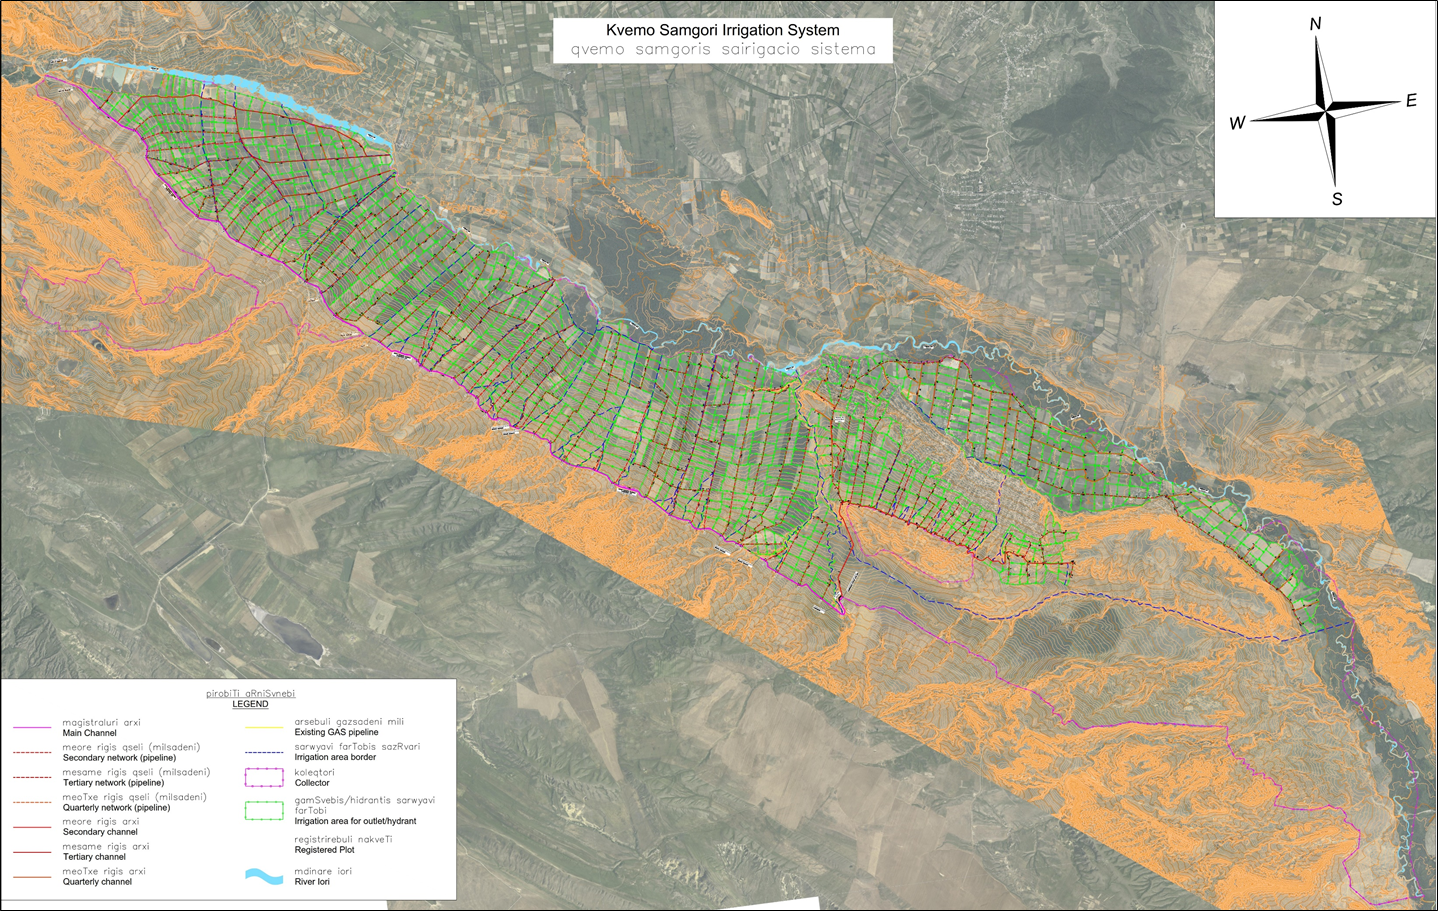 Kvemo Samgori Irrigation System
qvemo samgoris sairigacio sistema
N
E
W
S
pirobiTi aRniSvnebi
LEGEND
magistraluri arxi
Main Channel
meore rigis qseli (milsadeni)
Secondary network (pipeline)
mesame rigis qseli (milsadeni)
Tertiary network (pipeline)
meoTxe rigis qseli (milsadeni)
Quarterly network (pipeline)
meore rigis arxi
Secondary channel
mesame rigis arxi
Tertiary channel
meoTxe rigis arxi
Quarterly channel
arsebuli gazsadeni mili
Existing GAS pipeline
sarwyavi farTobis sazRvari
Irrigation area border
koleqtori
Collector
gamSvebis/hidrantis sarwyavi
farTobi
Irrigation area for outlet/hydrant
registrirebuli nakveTi
Registered Plot
mdinare iori
River Iori